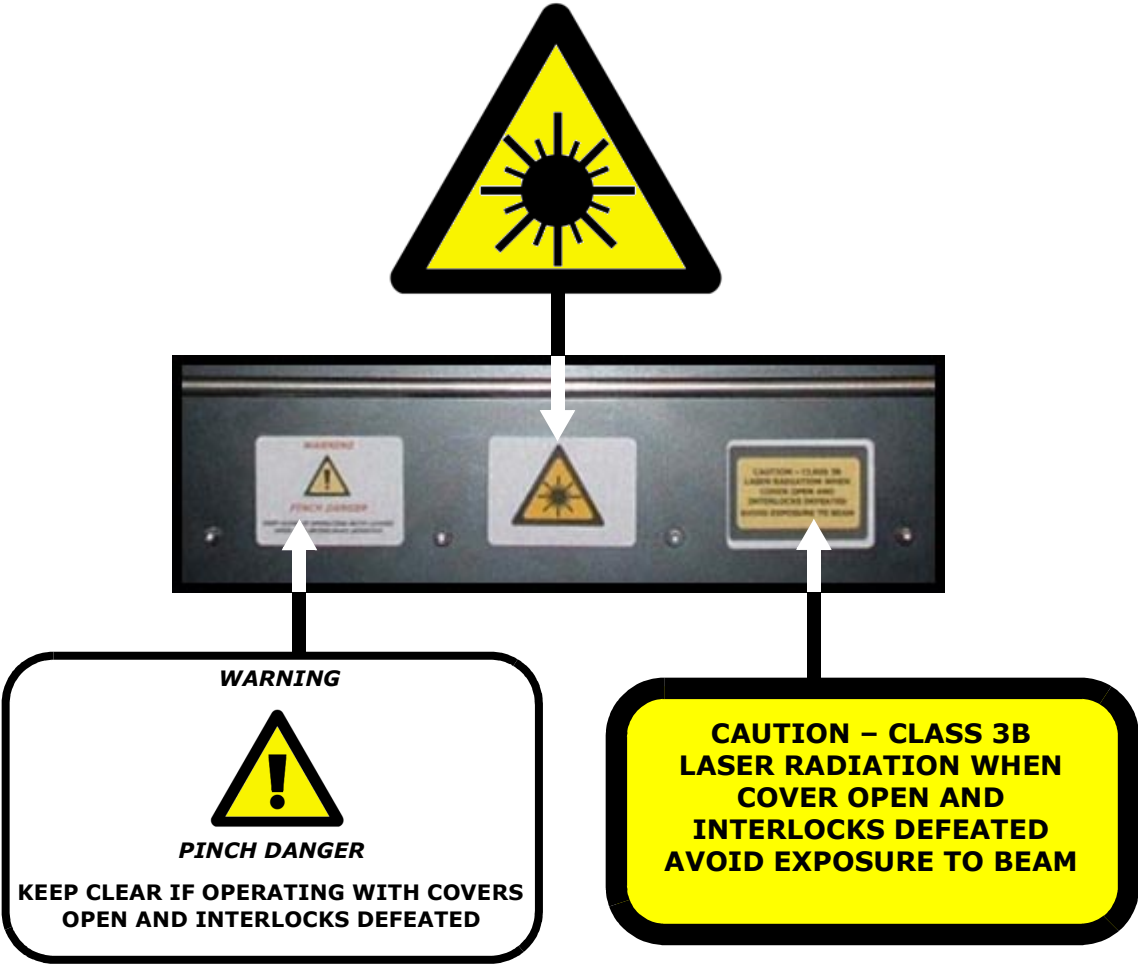 WARNING
PINCH DANGER
CAUTION – CLASS 3B
LASER RADIATION WHEN
COVER OPEN AND
INTERLOCKS DEFEATED
AVOID EXPOSURE TO BEAM
WARNING
PINCH DANGER
KEEP CLEAR IF OPERATING WITH COVERS
OPEN AND INTERLOCKS DEFEATED
CAUTION – CLASS 3B
LASER RADIATION WHEN
COVER OPEN AND
INTERLOCKS DEFEATED
AVOID EXPOSURE TO BEAM